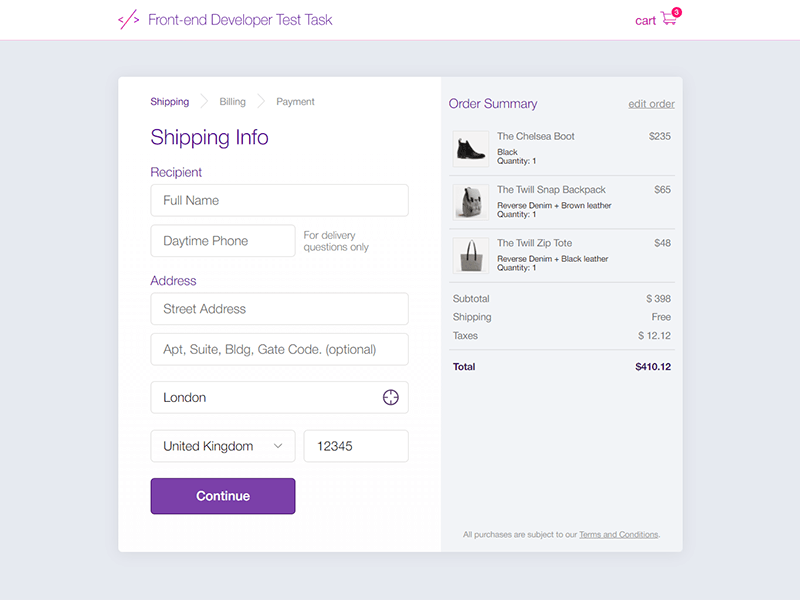 </> Front-end Developer Test Task
cart 3
Shipping Billing Payment
Shipping Info
Recipient
Full Name
Daytime Phone
For delivery
questions only
Address
Street Address
Apt, Suite, Bldg, Gate Code. (optional)
London
United Kingdom
12345
Continue
Order Summary
edit order
The Chelsea Boot $235
Black
Quantity: 1
The Twill Snap Backpack $65
Reverse Denim + Brown leather
Quantity: 1
The Twill Zip Tote $48
Reverse Denim + Black leather
Quantity: 1
Subtotal $ 398
Shipping Free
Taxes $ 12.12
Total $410.12
All purchases are subject to our Terms and Conditions.